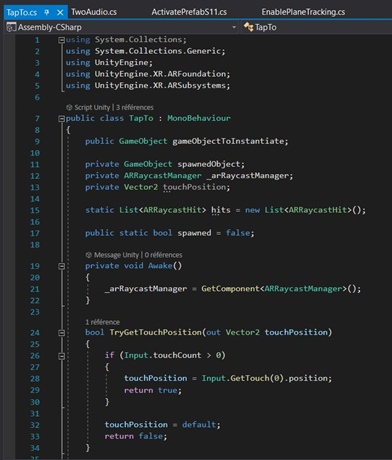 TapTo.cs TwoAudio.cs ActivatePrefabS11.cs EnablePlaneTracking.cs
Assembly-CSharp TapTo
1 using System.Collections;
2 using System.Collections.Generic;
3 using UnityEngine;
4 using UnityEngine.XR.ARFoundation;
5 using UnityEngine.XR.ARSubsystems;
6
Script Unity | 3 références
7 public class TapTo : MonoBehaviour
8 {
9 public GameObject gameObjectToInstantiate;
10
11 private GameObject spawnedObject;
12 private ARRaycastManager _arRaycastManager;
13 private Vector2 touchPosition;
14
15 static List<ARRaycastHit> hits = new List<ARRaycastHit>();
16
17 public static bool spawned = false;
18
Message Unity | 0 références
19 private void Awake()
20 {
21 _arRaycastManager = GetComponent<ARRaycastManager>();
22 }
23
1 référence
24 bool TryGetTouchPosition(out Vector2 touchPosition)
25 {
26 if (Input.touchCount > 0)
27 {
28 touchPosition = Input.GetTouch(0).position;
29 return true;
30 }
31
32 touchPosition = default;
33 return false;
34 }